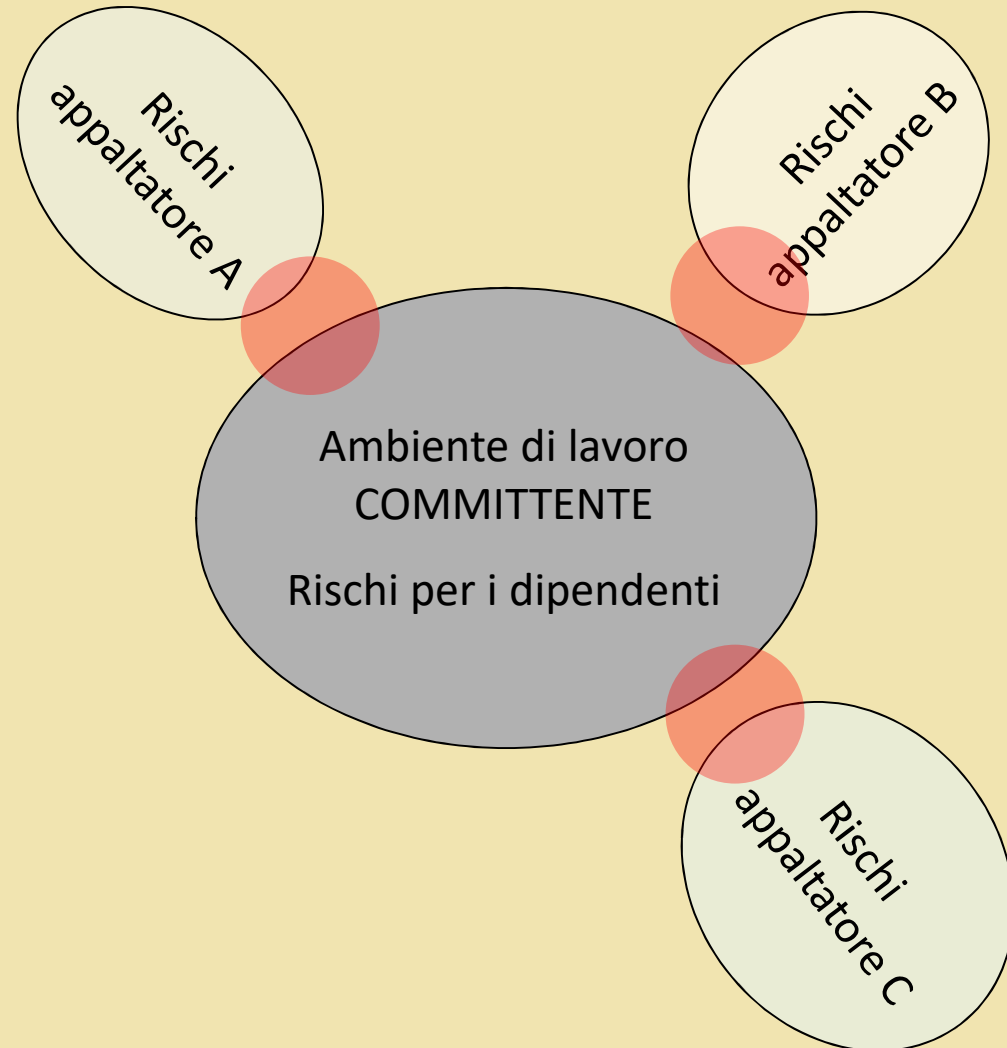 Rischi
appaltatore A
Rischi
appaltatore B
Ambiente di lavoro
COMMITTENTE
Rischi per i dipendenti
Rischi
appaltatore C